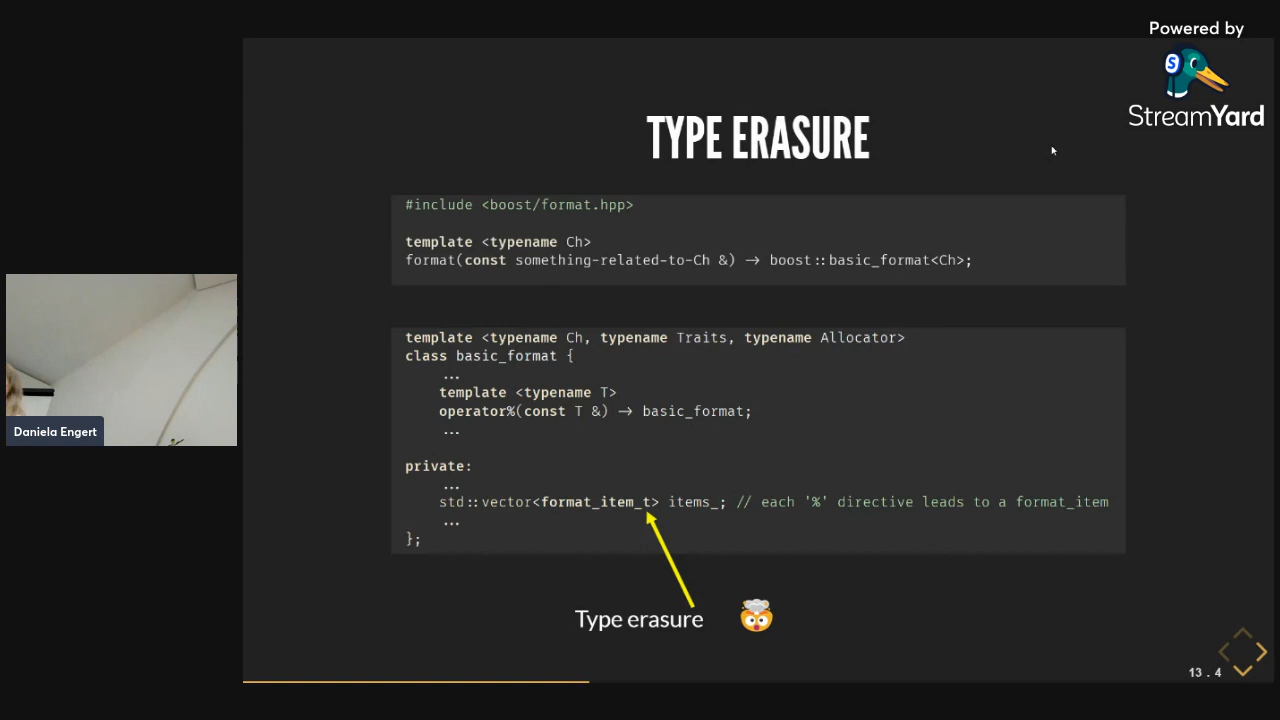 Powered by
StreamYard
TYPE ERASURE
#include <boost/format.hpp>
template <typename Ch>
format(const something-related-to-Ch &) → boost::basic_format<Ch>;
template <typename Ch, typename Traits, typename Allocator>
class basic_format {
...
template <typename T>
operator%(const T &) → basic_format;
...
private:
...
std::vector<format_item_t> items_; // each '%' directive leads to a format_item
...
};
Type erasure
Daniela Engert
13 . 4